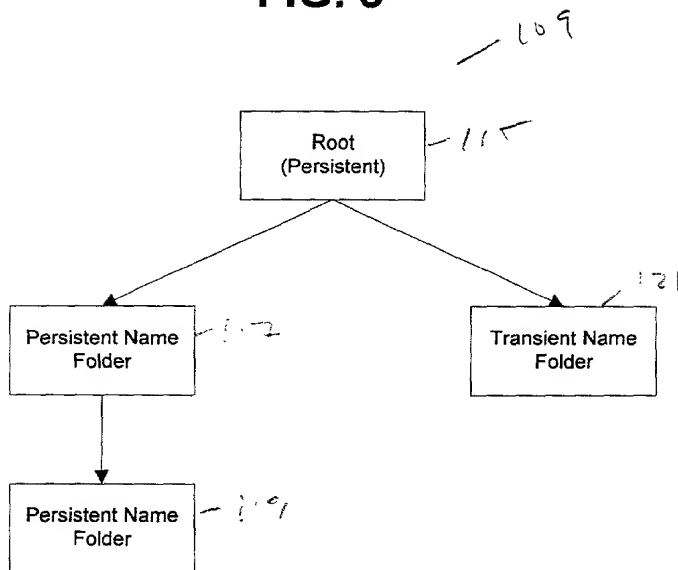 109
Root
(Persistent)
115
121
Persistent Name
Folder
Transient Name
Folder
Persistent Name
Folder